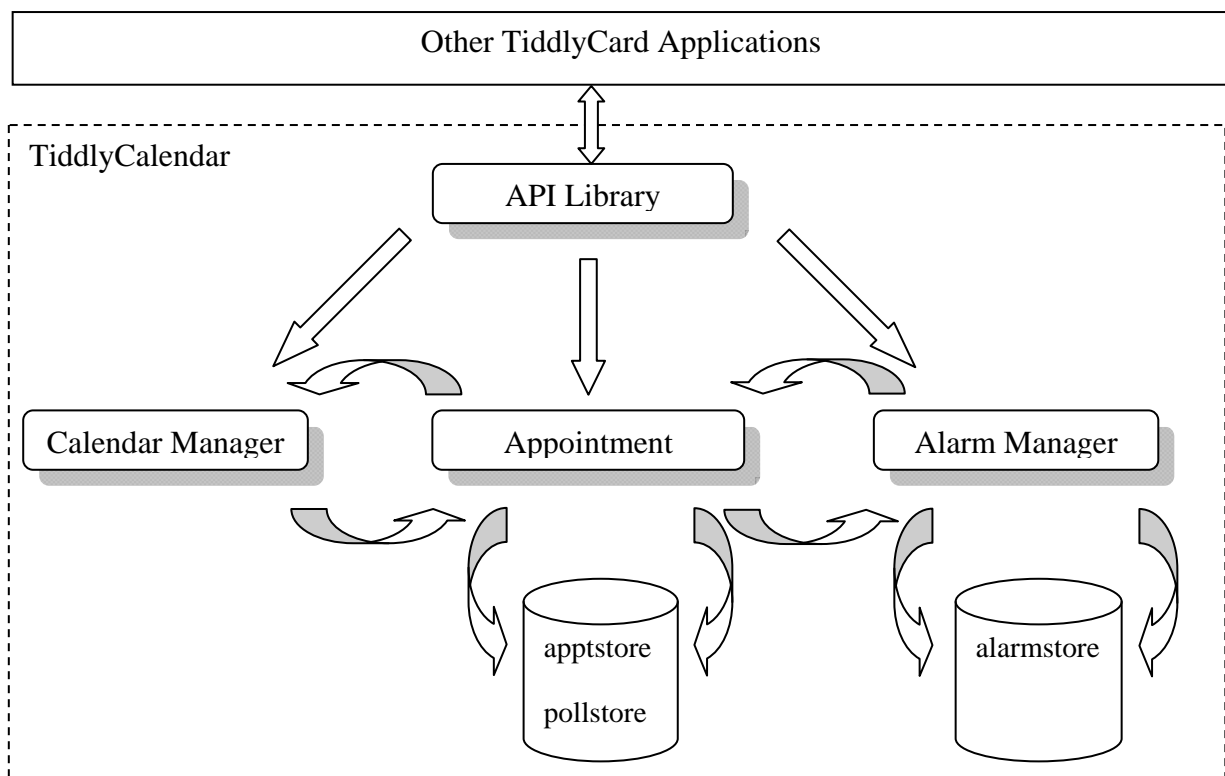 Other TiddlyCard Applications
TiddlyCalendar
API Library
Calendar Manager
Appointment
Alarm Manager
apptstore
alarmstore
pollstore